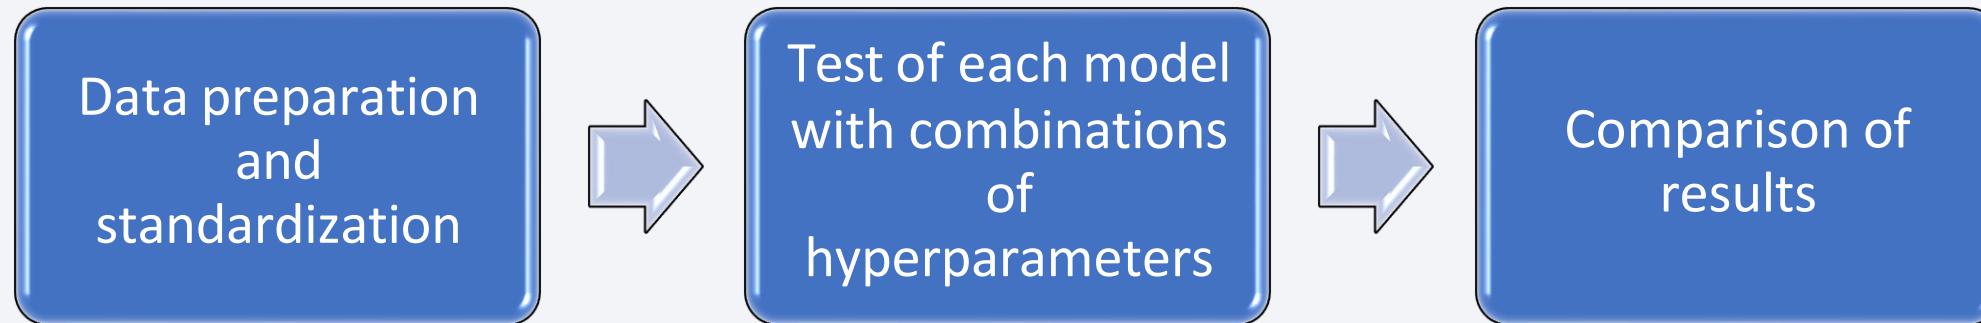 Data preparation
and
standardization
Test of each model
with combinations
of
hyperparameters
Comparison of
results